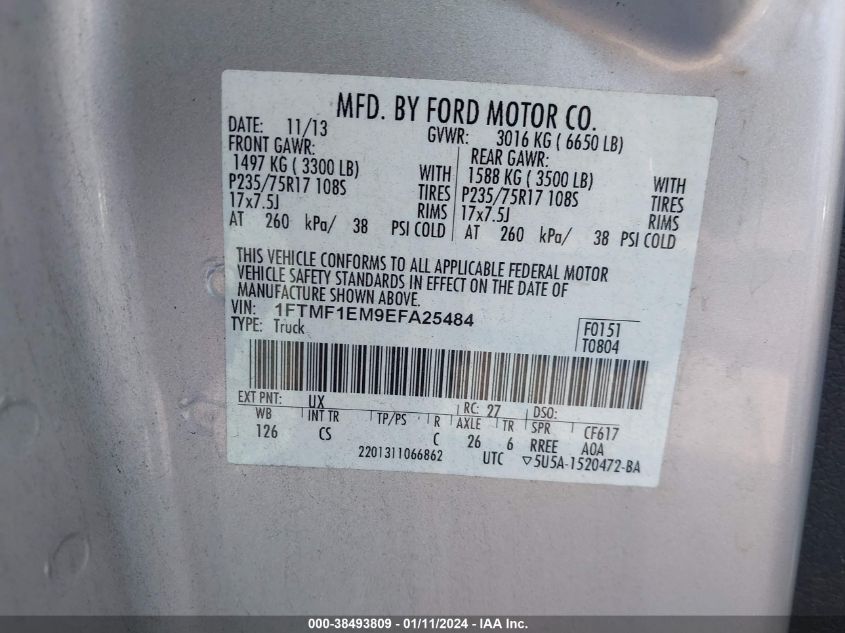 MFD. BY FORD MOTOR CO.
DATE: 11/13 GVWR: 3016 KG ( 6650 LB)
FRONT GAWR: REAR GAWR:
1497 KG ( 3300 LB) WITH 1588 KG ( 3500 LB) WITH
P235/75R17 108S TIRES P235/75R17 108S TIRES
17x7.5J RIMS 17x7.5J RIMS
AT 260 kPa/ 38 PSI COLD AT 260 kPa/ 38 PSI COLD
THIS VEHICLE CONFORMS TO ALL APPLICABLE FEDERAL MOTOR
VEHICLE SAFETY STANDARDS IN EFFECT ON THE DATE OF
MANUFACTURE SHOWN ABOVE.
VIN: 1FTMF1EM9EFA25484
TYPE: Truck
F0151
T0804
EXT PNT: UX RC: 27 DSO:
WB INT TR TP/PS R AXLE TR SPR CF617
126 CS C 26 6 RREE AOA
2201311066862 UTC ▽5U5A-1520472-BA
000-38493809 - 01/11/2024 - IAA Inc.